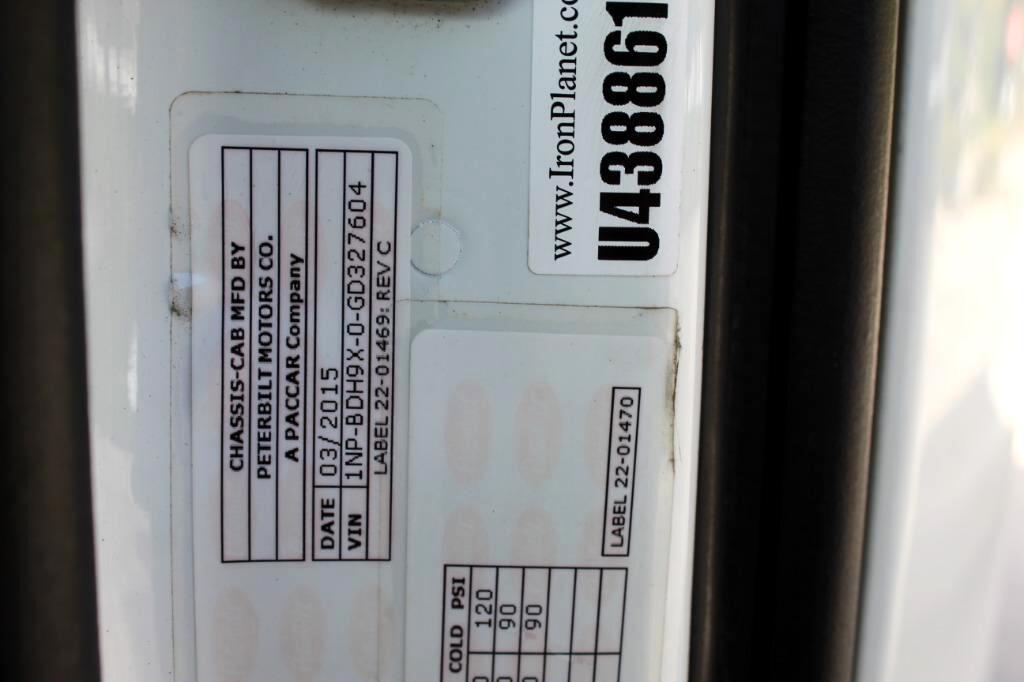 CHASSIS-CAB MFD BY
PETERBILT MOTORS CO.
A PACCAR Company
DATE 03/2015
VIN 1NP-BDH9X-0-GD327604
LABEL 22-01469: REV C
www.IronPlanet.co
U438861
LABEL 22-01470
COLD PSI
120
90
90